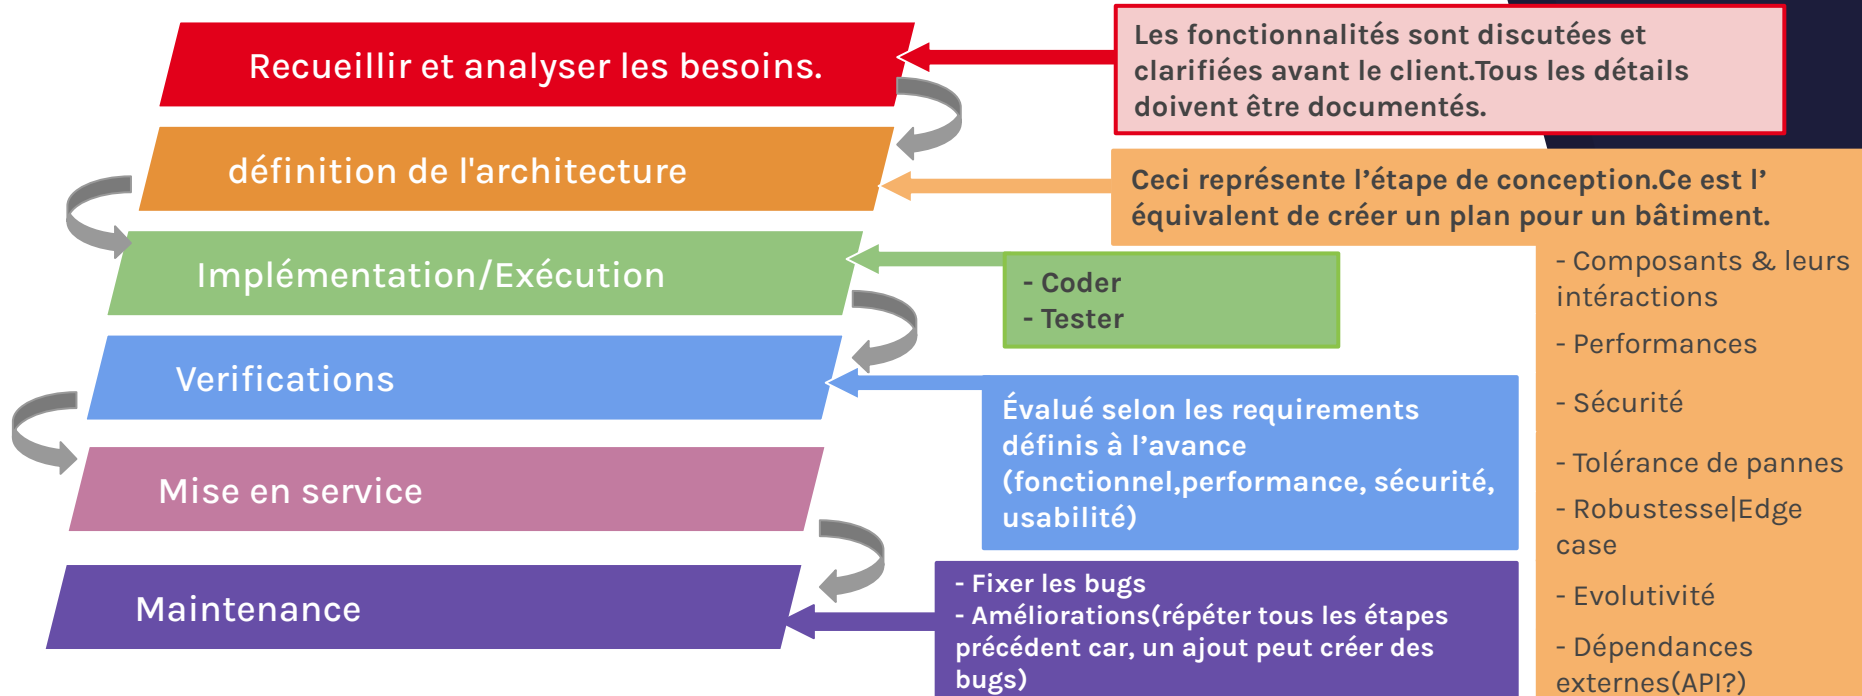 Recueillir et analyser les besoins.
Les fonctionnalités sont discutées et
clarifiées avant le client.Tous les détails
doivent être documentés.
définition de l'architecture
Ceci représente l’étape de conception.Ce est l’
équivalent de créer un plan pour un bâtiment.
- Composants & leurs
intéractions
- Performances
- Sécurité
- Tolérance de pannes
- Robustesse|Edge
case
- Evolutivité
- Dépendances
externes(API?)
Implémentation/Exécution
- Coder
- Tester
Verifications
Évalué selon les requirements
définis à l’avance
(fonctionnel,performance, sécurité,
usabilité)
Mise en service
Maintenance
- Fixer les bugs
- Améliorations(répéter tous les étapes
précédent car, un ajout peut créer des
bugs)